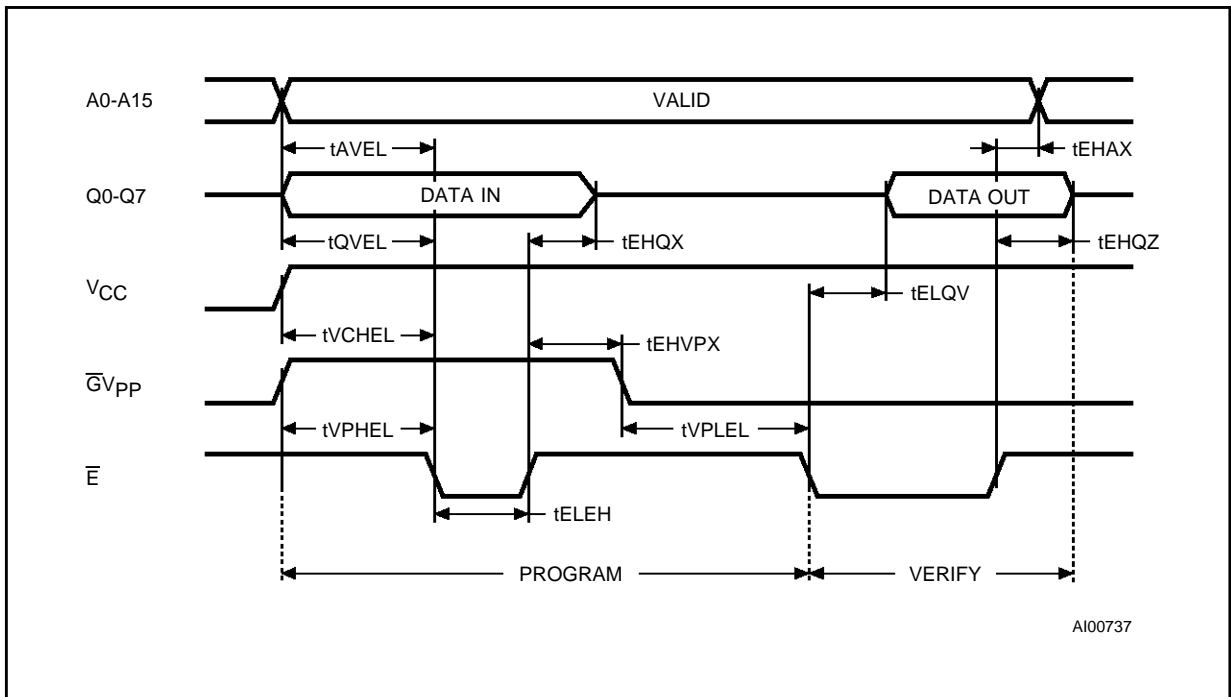 A0-A15
VALID
tAVEL
tEHAX
Q0-Q7
DATA IN
DATA OUT
tQVEL
tEHQX
tEHQZ
VCC
tELQV
tVCHEL
tEHVPX
G̅VPP
tVPHEL
tVPLEL
E̅
tELEH
PROGRAM
VERIFY
AI00737